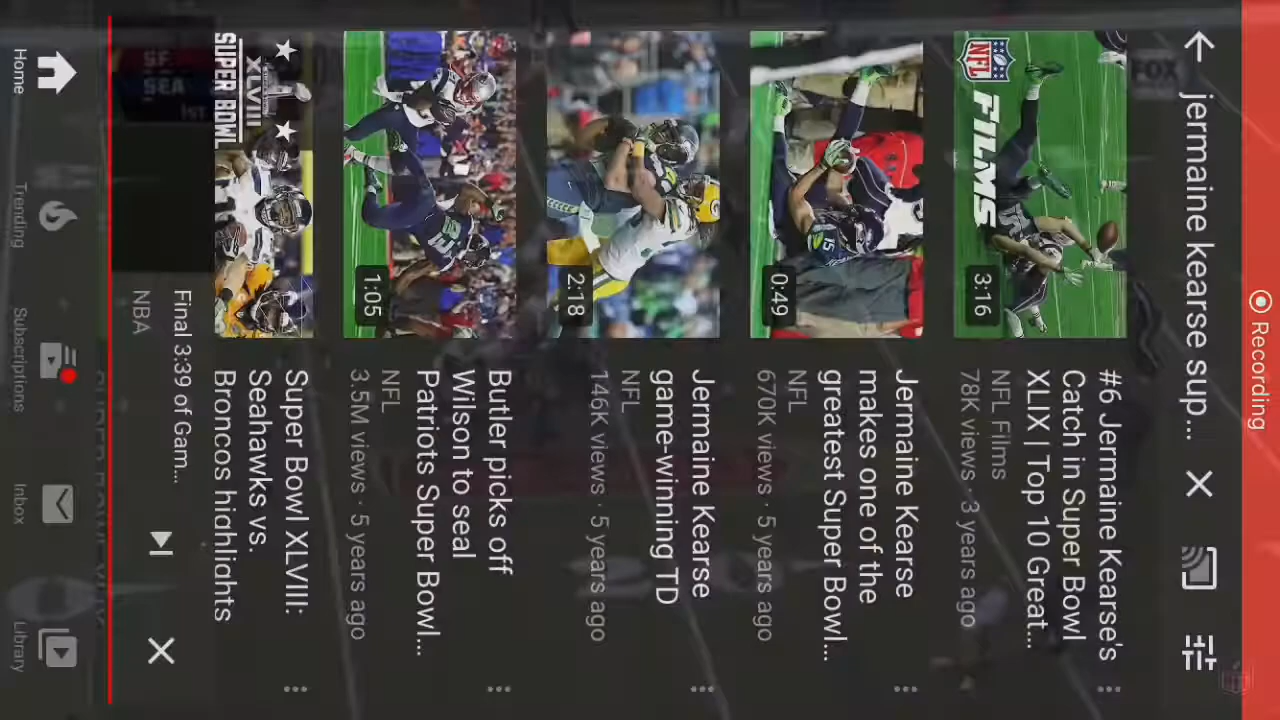 Recording
jermaine kearse sup...
NFL
FILMS
3:16
#6 Jermaine Kearse's
Catch in Super Bowl
XLIX | Top 10 Great...
NFL Films
78K views · 3 years ago
15
0:49
Jermaine Kearse
makes one of the
greatest Super Bowl...
NFL
670K views · 5 years ago
2:18
Jermaine Kearse
game-winning TD
NFL
146K views · 5 years ago
1:05
Butler picks off
Wilson to seal
Patriots Super Bowl...
NFL
3.5M views · 5 years ago
XLVIII
SUPER BOWL
Super Bowl XLVIII:
Seahawks vs.
Broncos highlights
Final 3:39 of Gam...
NBA
Home
Trending
Subscriptions
Inbox
Library
FOX
SF
SEA
1ST